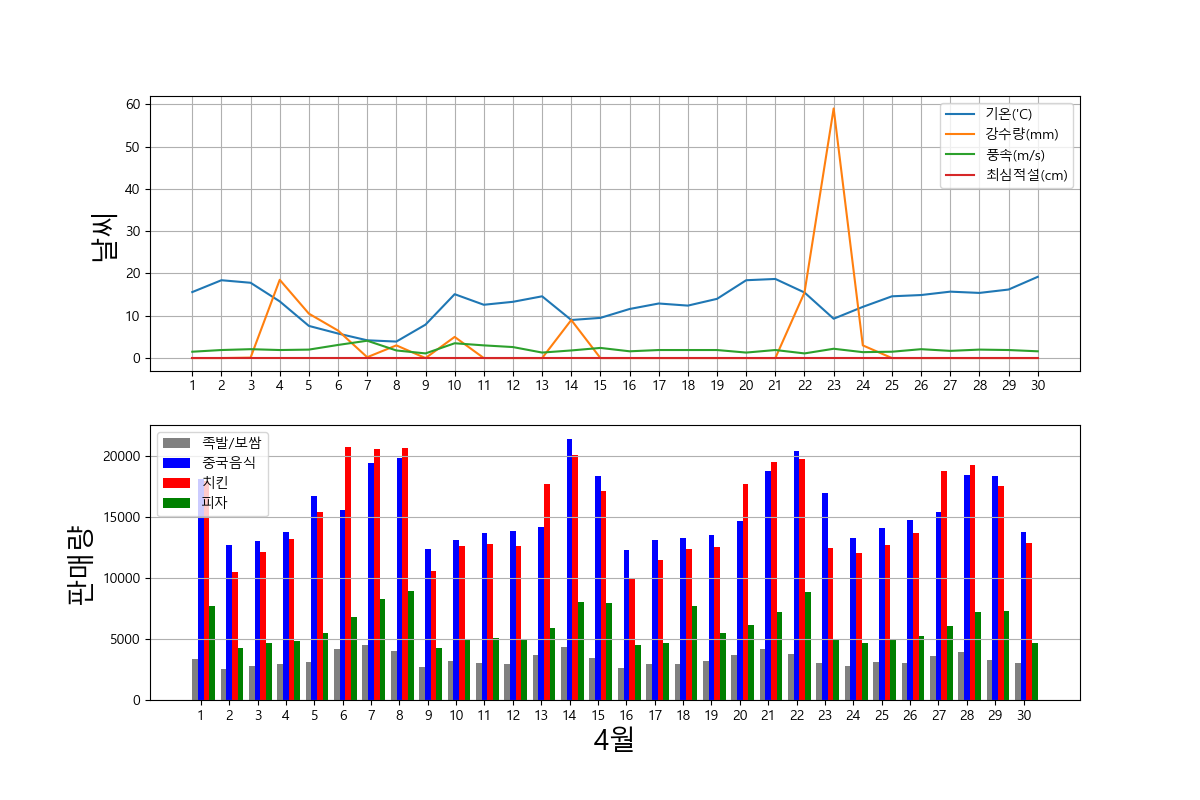 날씨
60
50
40
30
20
10
0
기온('C)
강수량(mm)
풍속(m/s)
최심적설(cm)
1 2 3 4 5 6 7 8 9 10 11 12 13 14 15 16 17 18 19 20 21 22 23 24 25 26 27 28 29 30
판매량
20000
15000
10000
5000
0
족발/보쌈
중국음식
치킨
피자
1 2 3 4 5 6 7 8 9 10 11 12 13 14 15 16 17 18 19 20 21 22 23 24 25 26 27 28 29 30
4월